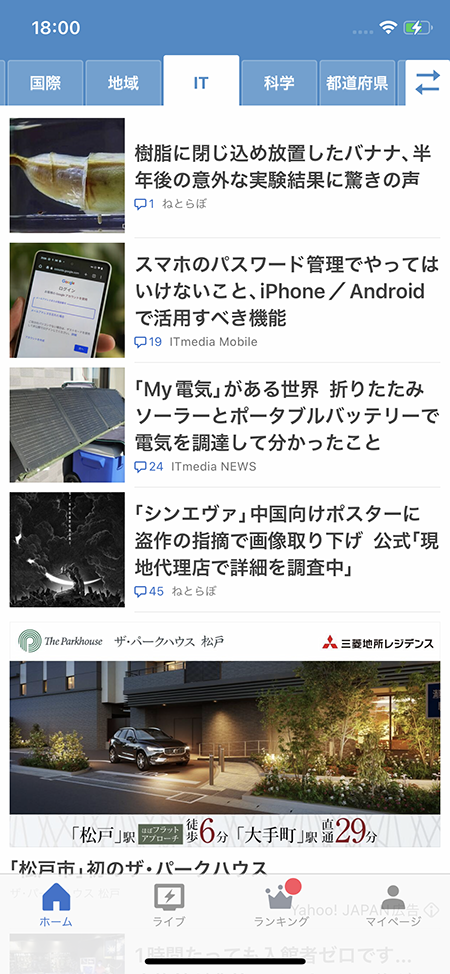 18:00
国際
地域
IT
科学
都道府県
樹脂に閉じ込め放置したバナナ、半
年後の意外な実験結果に驚きの声
1 ねとらぼ
スマホのパスワード管理でやっては
いけないこと、iPhone／Android
で活用すべき機能
19 ITmedia Mobile
「My電気」がある世界 折りたたみ
ソーラーとポータブルバッテリーで
電気を調達して分かったこと
24 ITmedia NEWS
「シンエヴァ」中国向けポスターに
盗作の指摘で画像取り下げ 公式「現
地代理店で詳細を調査中」
45 ねとらぼ
The Parkhouse ザ・パークハウス 松戸
三菱地所レジデンス
「松戸」駅 ほぼフラットアプローチ 徒歩6分 「大手町」駅 直通29分
「松戸市」初のザ・パークハウス
ザ・パークハウス 松戸
Yahoo! JAPAN広告
ホーム
ライブ
ランキング
マイページ
1時間たっても入館者ゼロです…